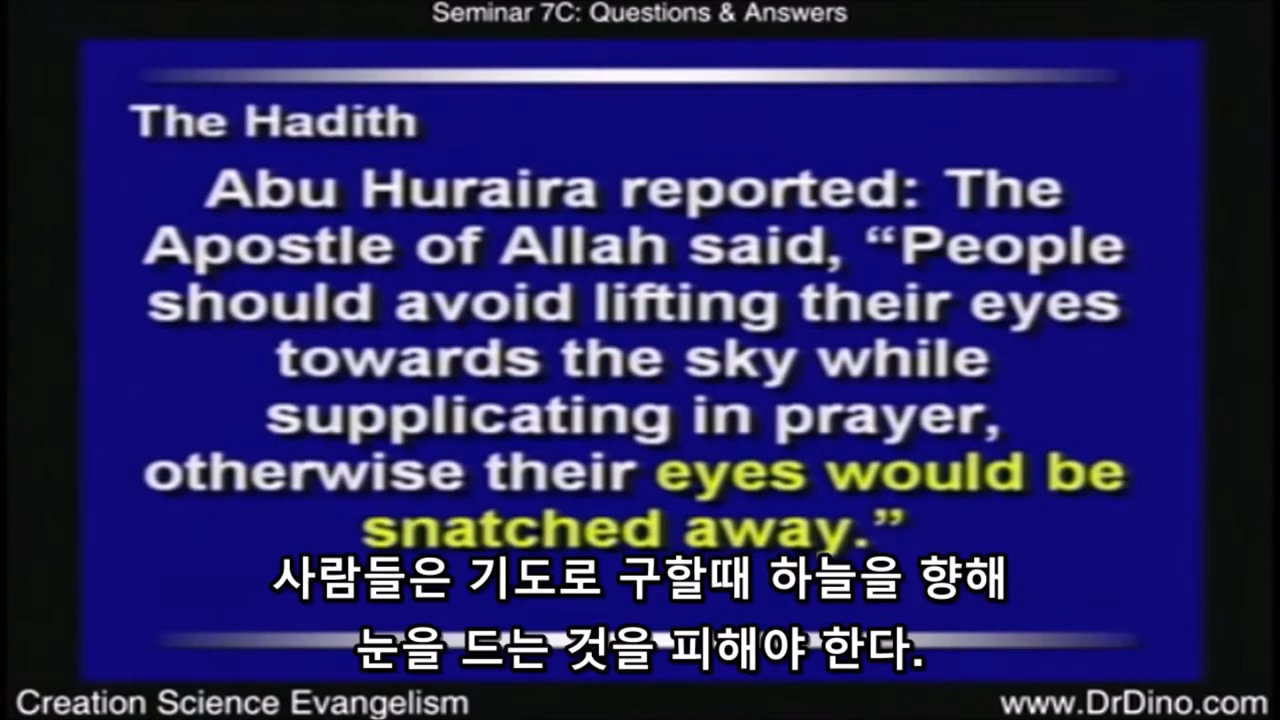 Seminar 7C: Questions & Answers
The Hadith
Abu Huraira reported: The
Apostle of Allah said, “People
should avoid lifting their eyes
towards the sky while
supplicating in prayer,
otherwise their eyes would be
snatched away.”
사람들은 기도로 구할때 하늘을 향해
눈을 드는 것을 피해야 한다.
Creation Science Evangelism
www.DrDino.com